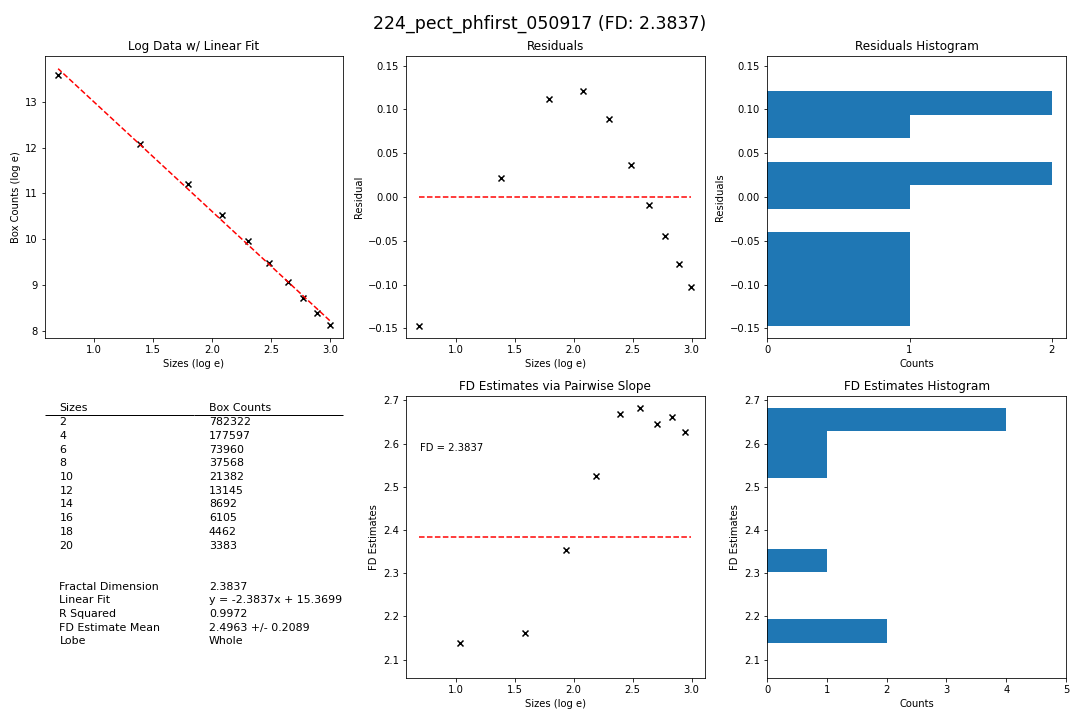 224_pect_phfirst_050917 (FD: 2.3837)
Log Data w/ Linear Fit
Box Counts (log e)
13
12
11
10
9
8
1.0 1.5 2.0 2.5 3.0
Sizes (log e)
Residuals
Residual
0.15
0.10
0.05
0.00
−0.05
−0.10
−0.15
1.0 1.5 2.0 2.5 3.0
Sizes (log e)
Residuals Histogram
Residuals
0.15
0.10
0.05
0.00
−0.05
−0.10
−0.15
0 1 2
Counts
Sizes Box Counts
2 782322
4 177597
6 73960
8 37568
10 21382
12 13145
14 8692
16 6105
18 4462
20 3383
Fractal Dimension 2.3837
Linear Fit y = -2.3837x + 15.3699
R Squared 0.9972
FD Estimate Mean 2.4963 +/- 0.2089
Lobe Whole
FD Estimates via Pairwise Slope
FD Estimates
2.7
2.6
2.5
2.4
2.3
2.2
2.1
FD = 2.3837
1.0 1.5 2.0 2.5 3.0
Sizes (log e)
FD Estimates Histogram
FD Estimates
2.7
2.6
2.5
2.4
2.3
2.2
2.1
0 1 2 3 4 5
Counts